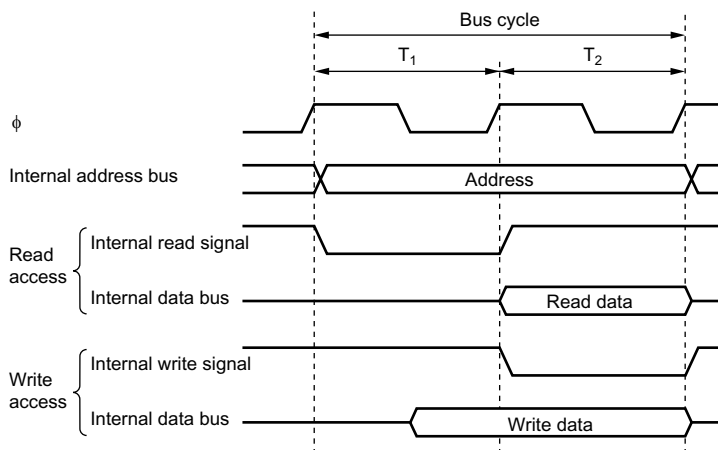 Bus cycle
T₁ T₂
ϕ
Internal address bus Address
Read access Internal read signal
Internal data bus Read data
Write access Internal write signal
Internal data bus Write data